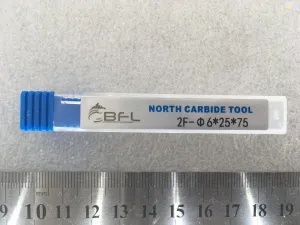 BFL
NORTH CARBIDE TOOL
2F-Φ6*25*75
9 10 11 12 13 14 15 16 17 18 19